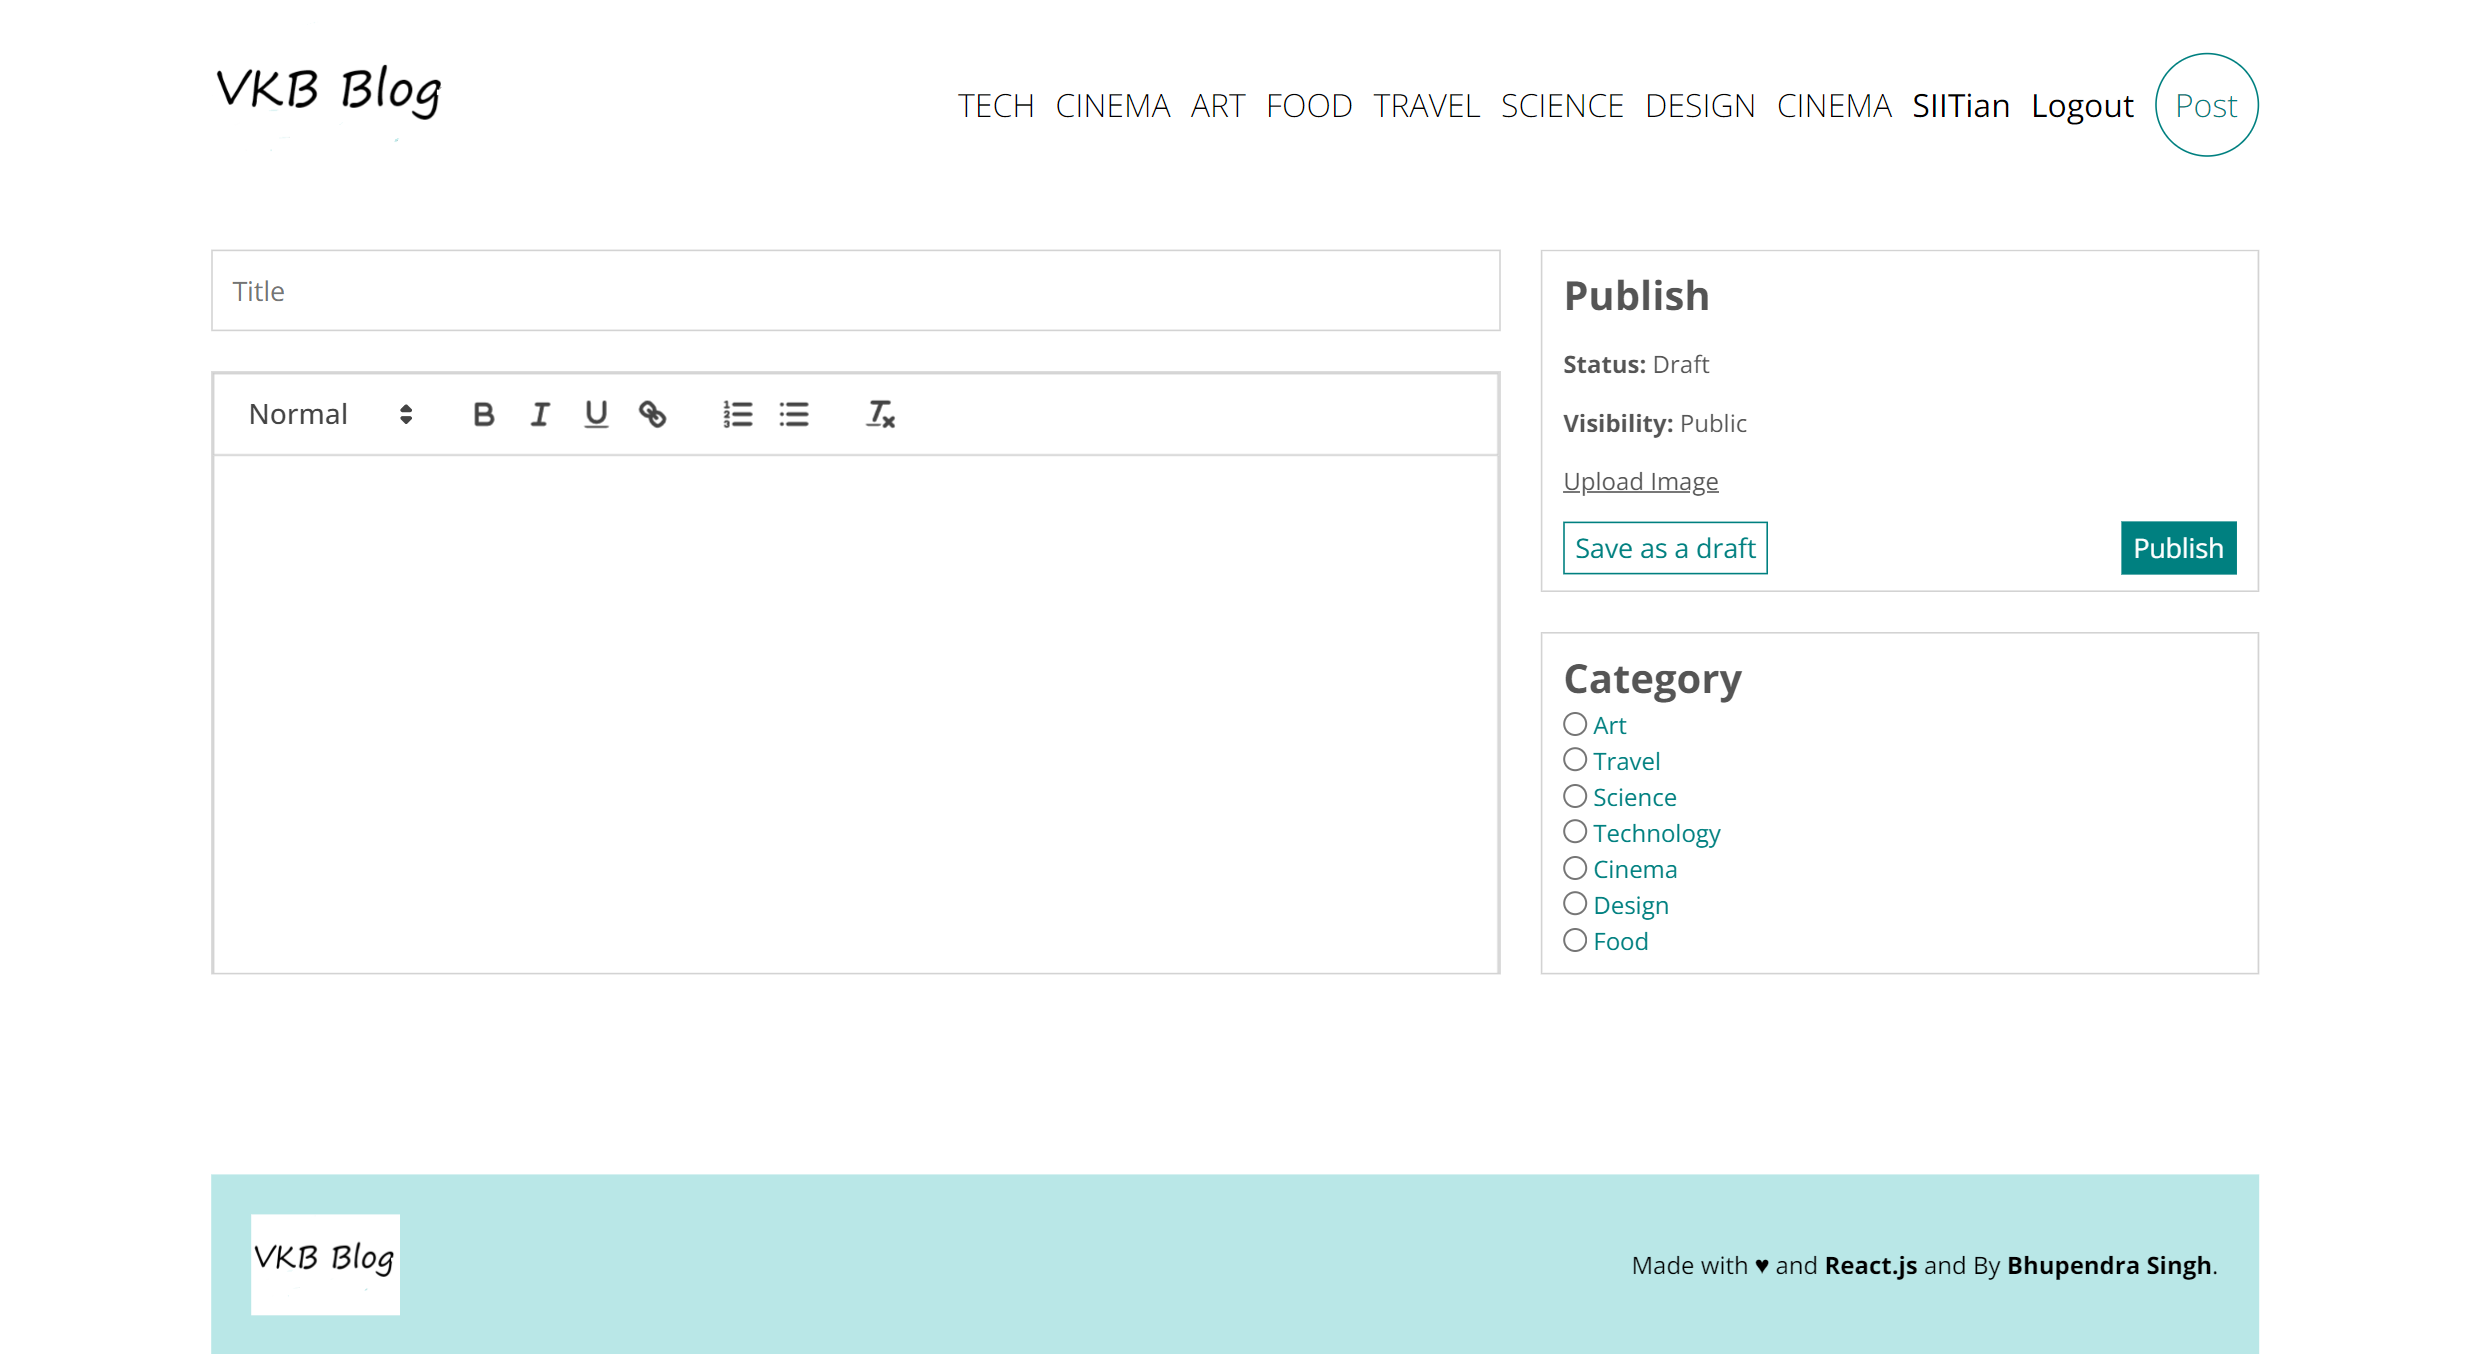 VKB Blog
TECH CINEMA ART FOOD TRAVEL SCIENCE DESIGN CINEMA SIITian Logout Post
Title
Normal
Publish
Status: Draft
Visibility: Public
Upload Image
Save as a draft Publish
Category
Art
Travel
Science
Technology
Cinema
Design
Food
VKB Blog
Made with ♥ and React.js and By Bhupendra Singh.